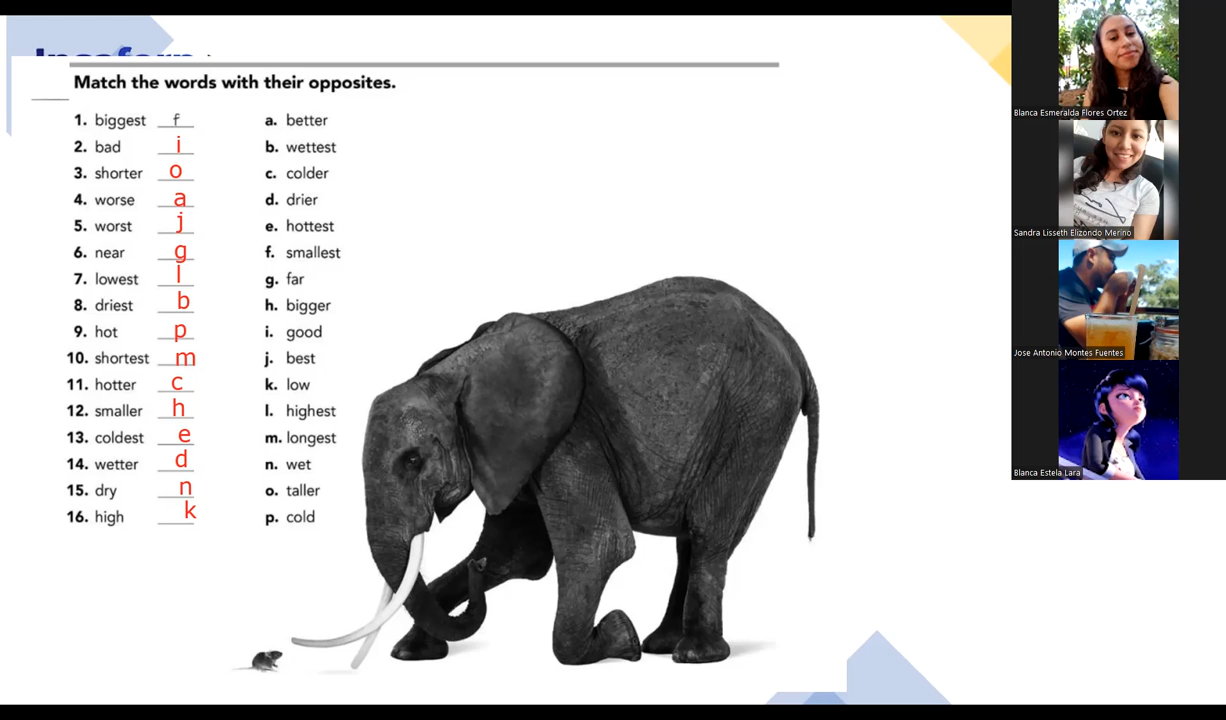 Match the words with their opposites.
1. biggest f a. better
2. bad i b. wettest
3. shorter o c. colder
4. worse a d. drier
5. worst j e. hottest
6. near g f. smallest
7. lowest l g. far
8. driest b h. bigger
9. hot p i. good
10. shortest m j. best
11. hotter c k. low
12. smaller h l. highest
13. coldest e m. longest
14. wetter d n. wet
15. dry n o. taller
16. high k p. cold
Blanca Esmeralda Flores Ortez
Sandra Lisseth Elizondo Merino
Jose Antonio Montes Fuentes
Blanca Estela Lara